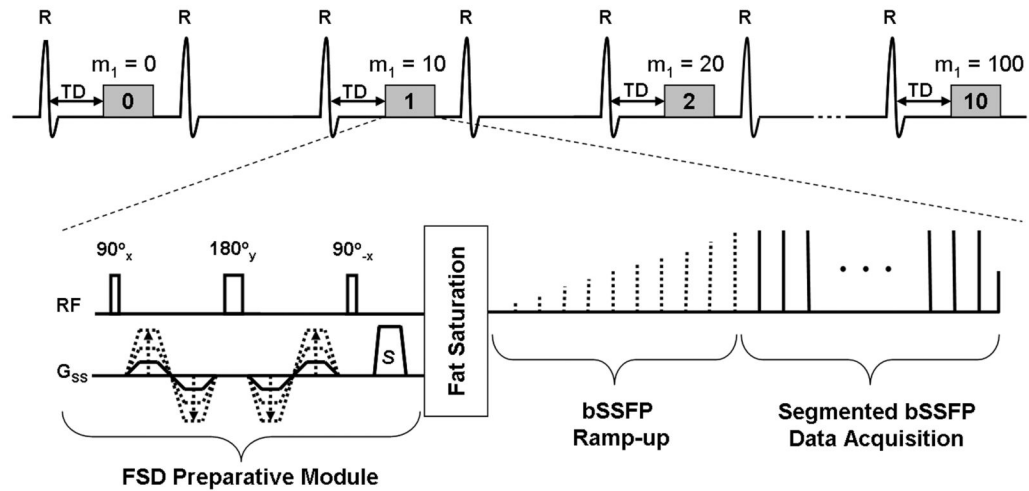 R R R R R R R
m₁ = 0 m₁ = 10 m₁ = 20 m₁ = 100
TD TD TD TD
0 1 2 10
90°x 180°y 90°-x
RF
Gss
S
Fat Saturation
bSSFP
Ramp-up
Segmented bSSFP
Data Acquisition
FSD Preparative Module